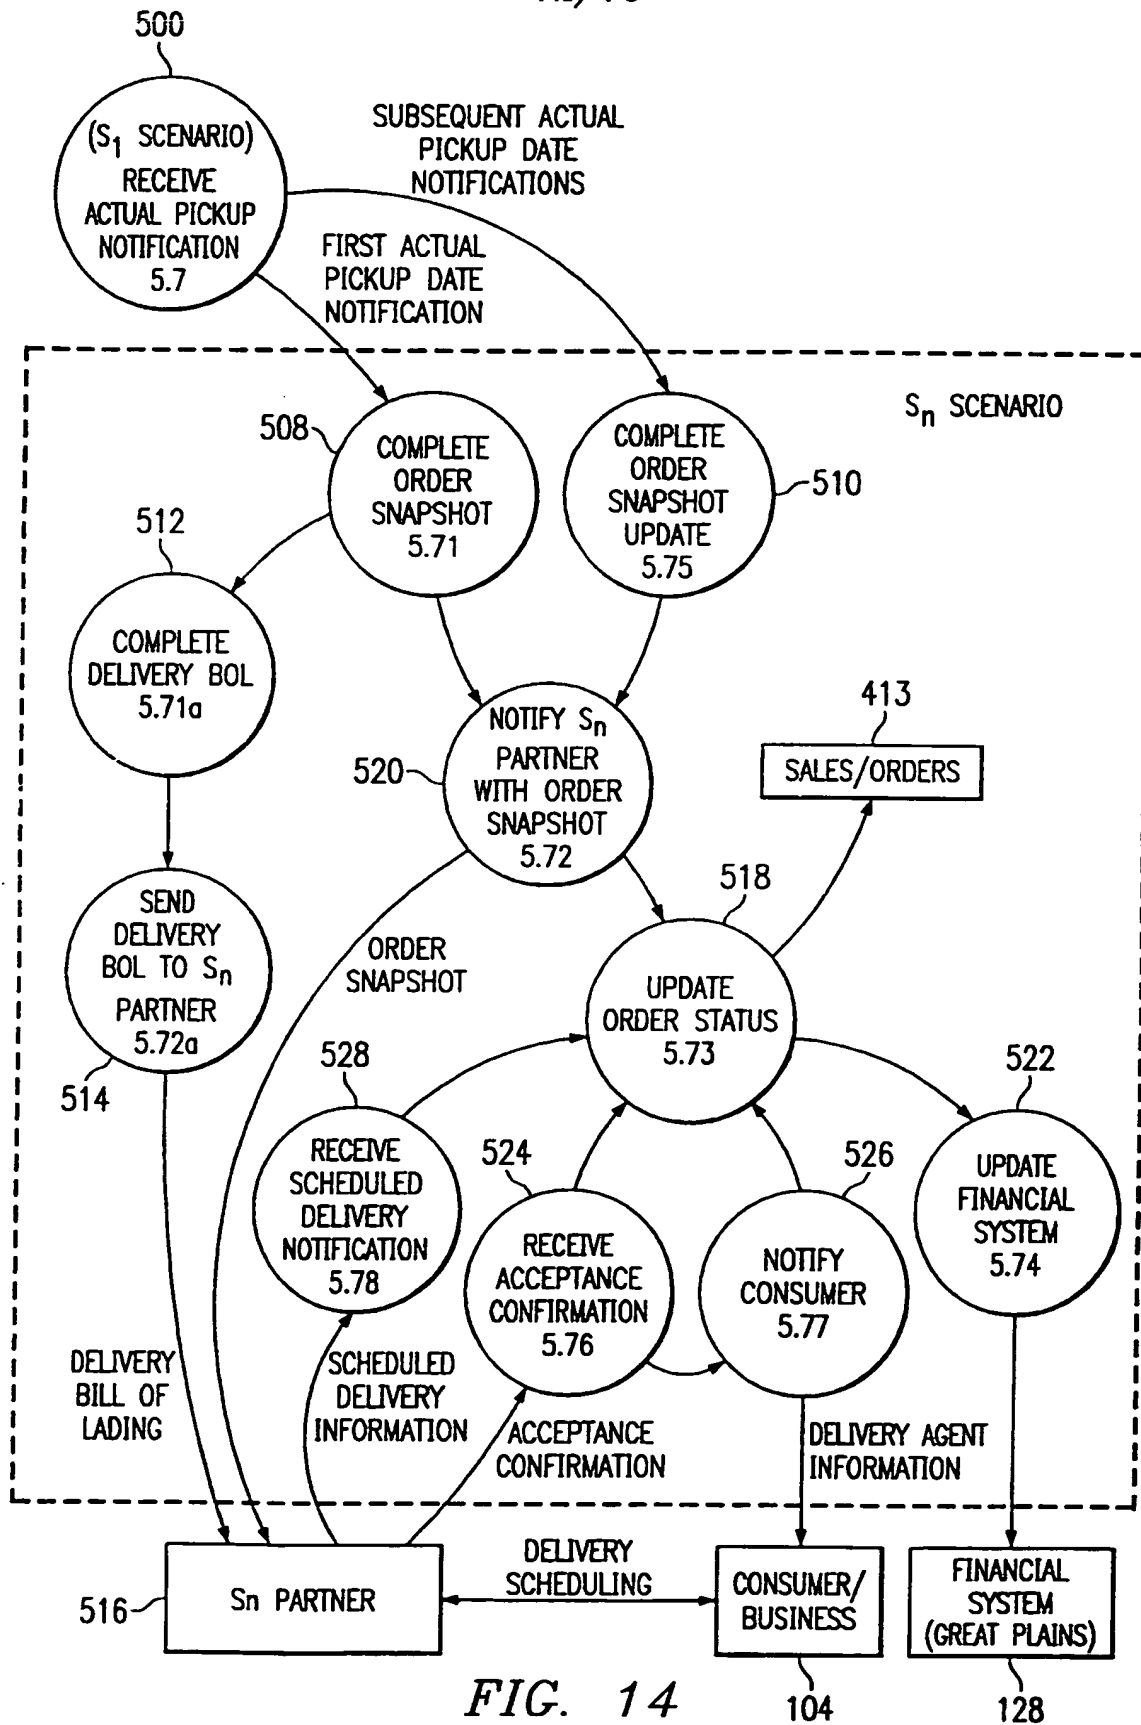 500
(S1 SCENARIO)
RECEIVE
ACTUAL PICKUP
NOTIFICATION
5.7
SUBSEQUENT ACTUAL
PICKUP DATE
NOTIFICATIONS
FIRST ACTUAL
PICKUP DATE
NOTIFICATION
Sn SCENARIO
508
COMPLETE
ORDER
SNAPSHOT
5.71
COMPLETE
ORDER
SNAPSHOT
UPDATE
5.75
510
512
COMPLETE
DELIVERY BOL
5.71a
520
NOTIFY Sn
PARTNER
WITH ORDER
SNAPSHOT
5.72
413
SALES/ORDERS
SEND
DELIVERY
BOL TO Sn
PARTNER
5.72a
514
ORDER
SNAPSHOT
518
UPDATE
ORDER STATUS
5.73
528
RECEIVE
SCHEDULED
DELIVERY
NOTIFICATION
5.78
524
RECEIVE
ACCEPTANCE
CONFIRMATION
5.76
526
NOTIFY
CONSUMER
5.77
522
UPDATE
FINANCIAL
SYSTEM
5.74
DELIVERY
BILL OF
LADING
SCHEDULED
DELIVERY
INFORMATION
ACCEPTANCE
CONFIRMATION
DELIVERY AGENT
INFORMATION
516
Sn PARTNER
DELIVERY
SCHEDULING
CONSUMER/
BUSINESS
104
FINANCIAL
SYSTEM
(GREAT PLAINS)
128
FIG. 14